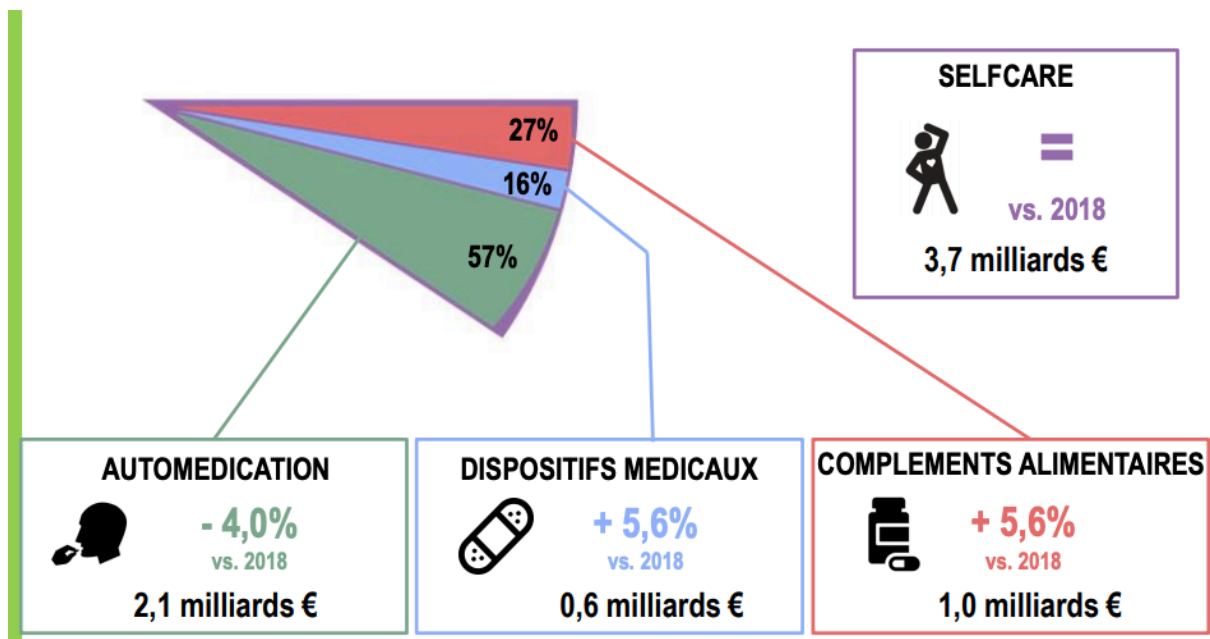 SELFCARE
=
vs. 2018
3,7 milliards €
27%
16%
57%
AUTOMEDICATION
- 4,0%
vs. 2018
2,1 milliards €
DISPOSITIFS MEDICAUX
+ 5,6%
vs. 2018
0,6 milliards €
COMPLEMENTS ALIMENTAIRES
+ 5,6%
vs. 2018
1,0 milliards €